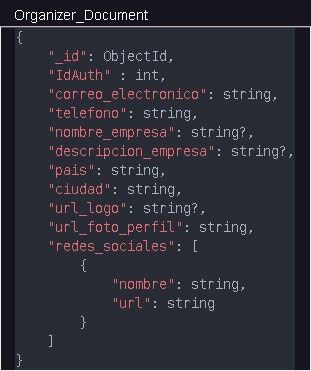 Organizer_Document
{
"_id": ObjectId,
"IdAuth" : int,
"correo_electronico": string,
"telefono": string,
"nombre_empresa": string?,
"descripcion_empresa": string?,
"pais": string,
"ciudad": string,
"url_logo": string?,
"url_foto_perfil": string,
"redes_sociales": [
{
"nombre": string,
"url": string
}
]
}